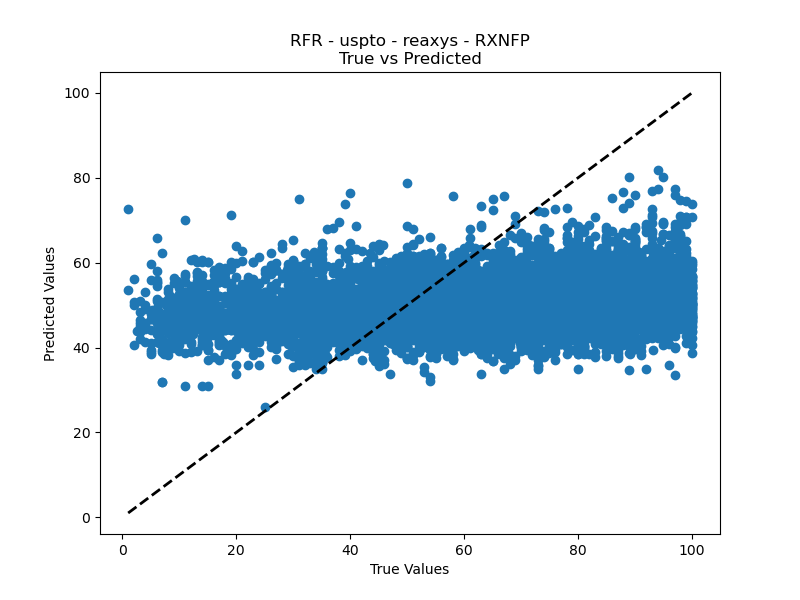 RFR - uspto - reaxys - RXNFP
True vs Predicted
100
80
60
40
20
0
Predicted Values
0 20 40 60 80 100
True Values